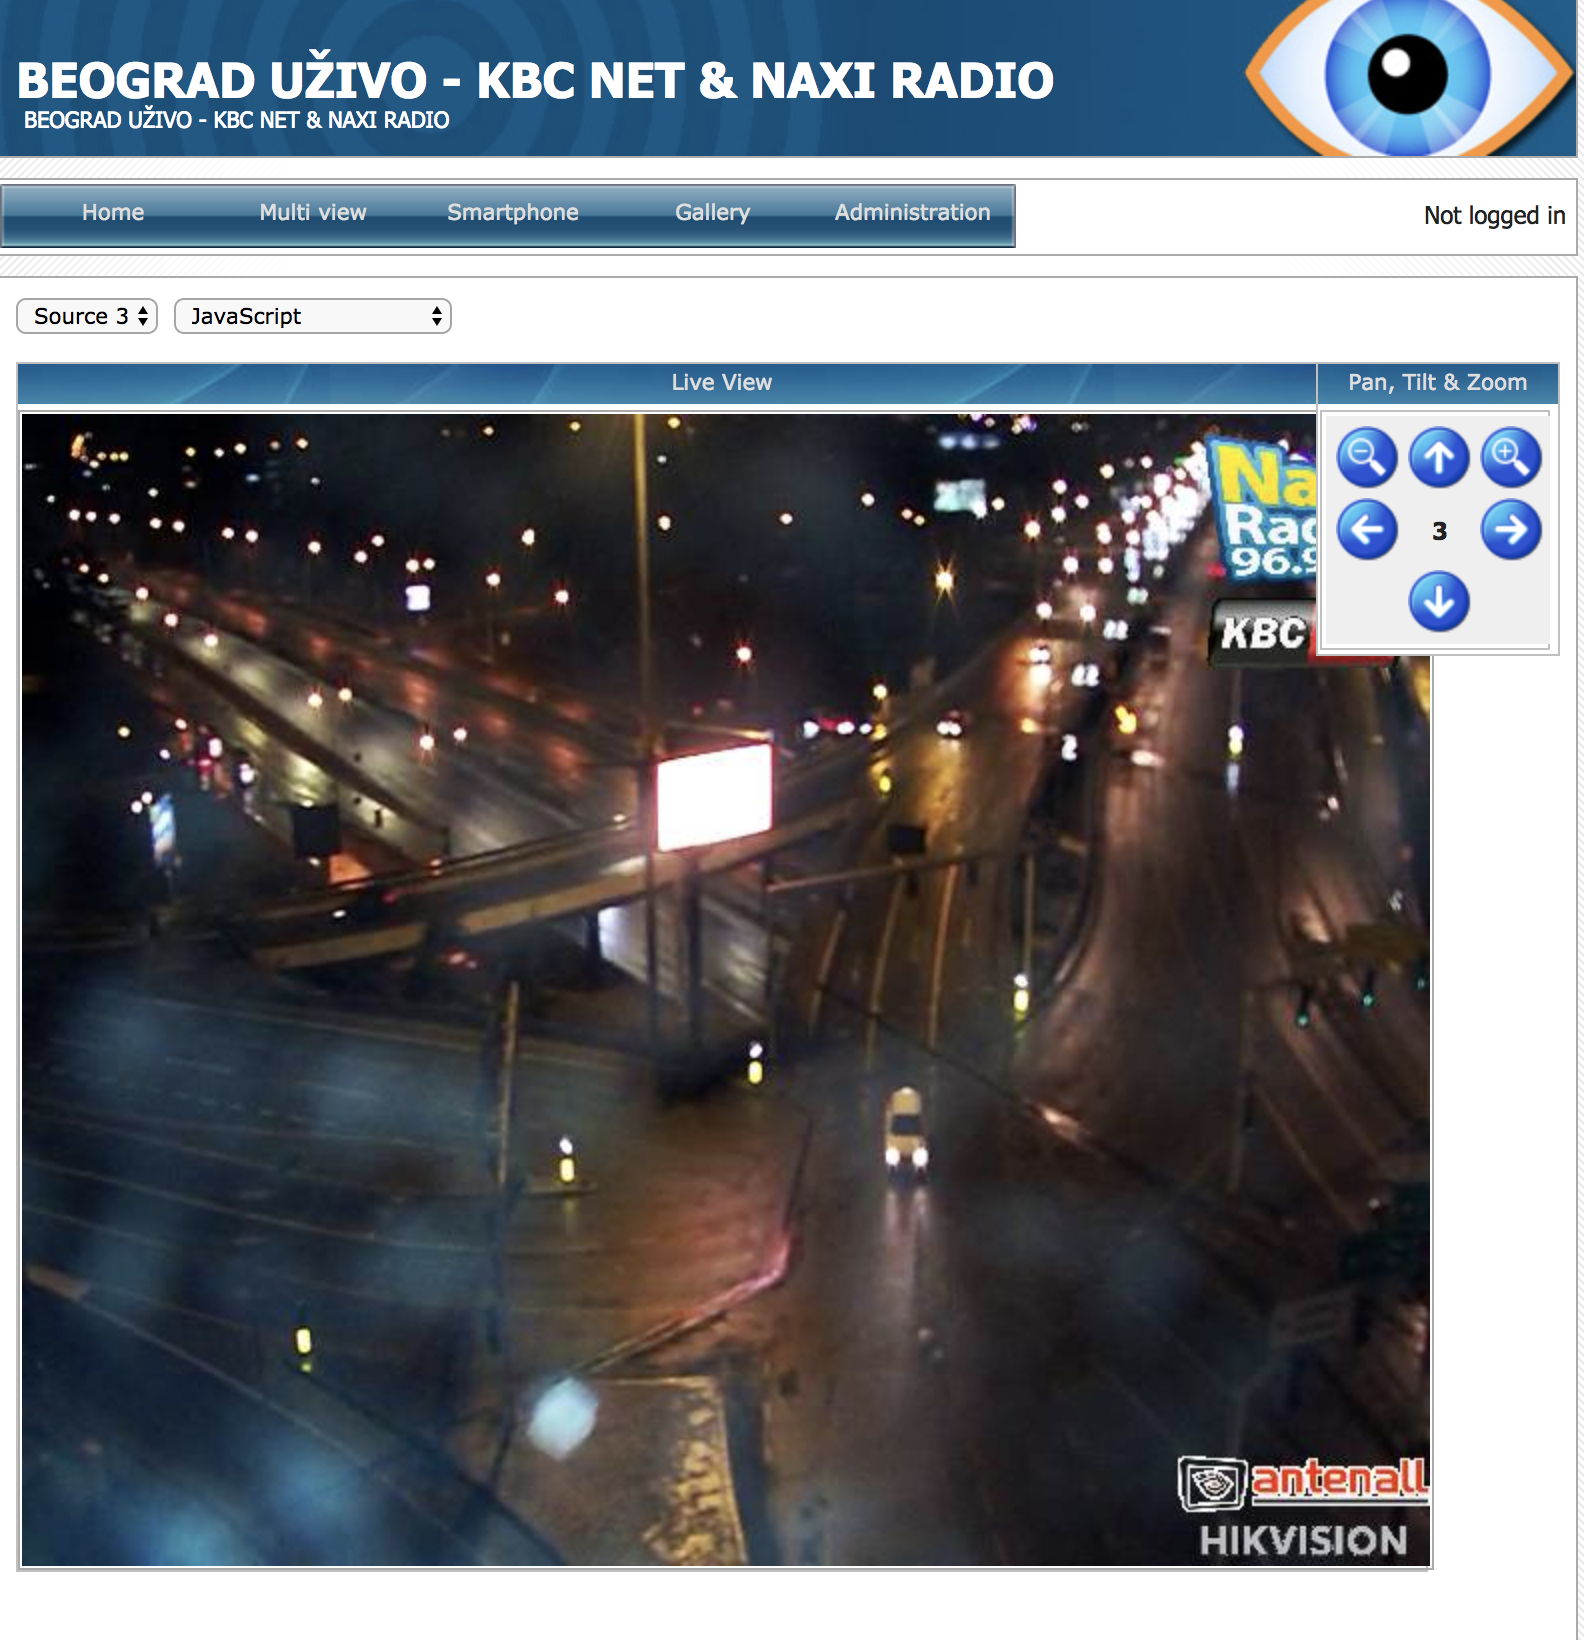 BEOGRAD UŽIVO - KBC NET & NAXI RADIO
BEOGRAD UŽIVO - KBC NET & NAXI RADIO
Home Multi view Smartphone Gallery Administration
Not logged in
Source 3 JavaScript
Live View
Pan, Tilt & Zoom
3
Na
Rad
96.9
KBC
antenall
HIKVISION